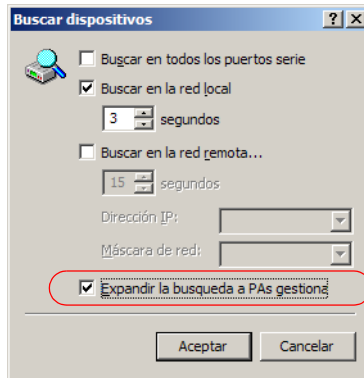 Buscar dispositivos
Buscar en todos los puertos serie
Buscar en la red local
3 segundos
Buscar en la red remota...
15 segundos
Dirección IP:
Máscara de red:
Expandir la busqueda a PAs gestiona
Aceptar Cancelar